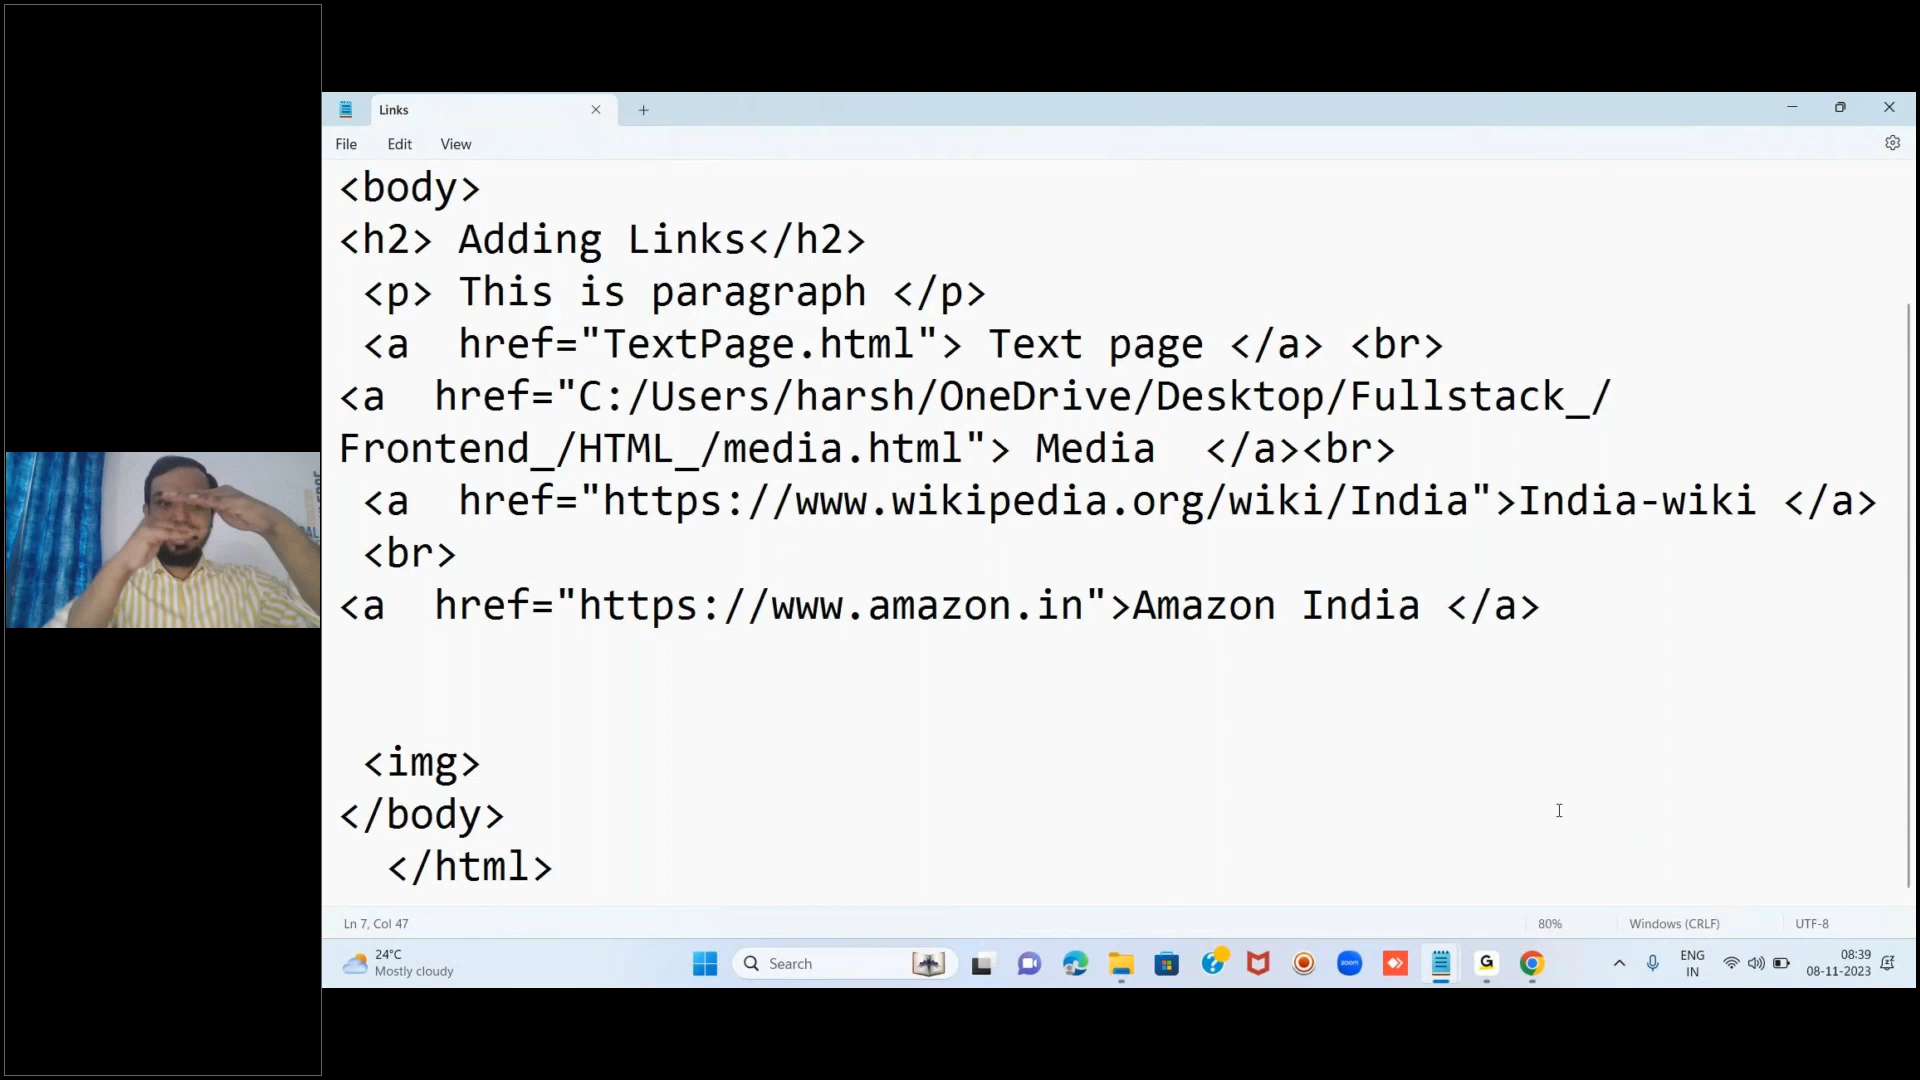 Links
File Edit View
<body>
<h2> Adding Links</h2>
<p> This is paragraph </p>
<a  href="TextPage.html"> Text page </a> <br>
<a  href="C:/Users/harsh/OneDrive/Desktop/Fullstack_/
Frontend_/HTML_/media.html"> Media  </a><br>
<a  href="https://www.wikipedia.org/wiki/India">India-wiki </a>
<br>
<a  href="https://www.amazon.in">Amazon India </a>
<img>
</body>
</html>
Ln 7, Col 47 80% Windows (CRLF) UTF-8
24°C
Mostly cloudy
Search
zoom
G
ENG
IN
08:39
08-11-2023